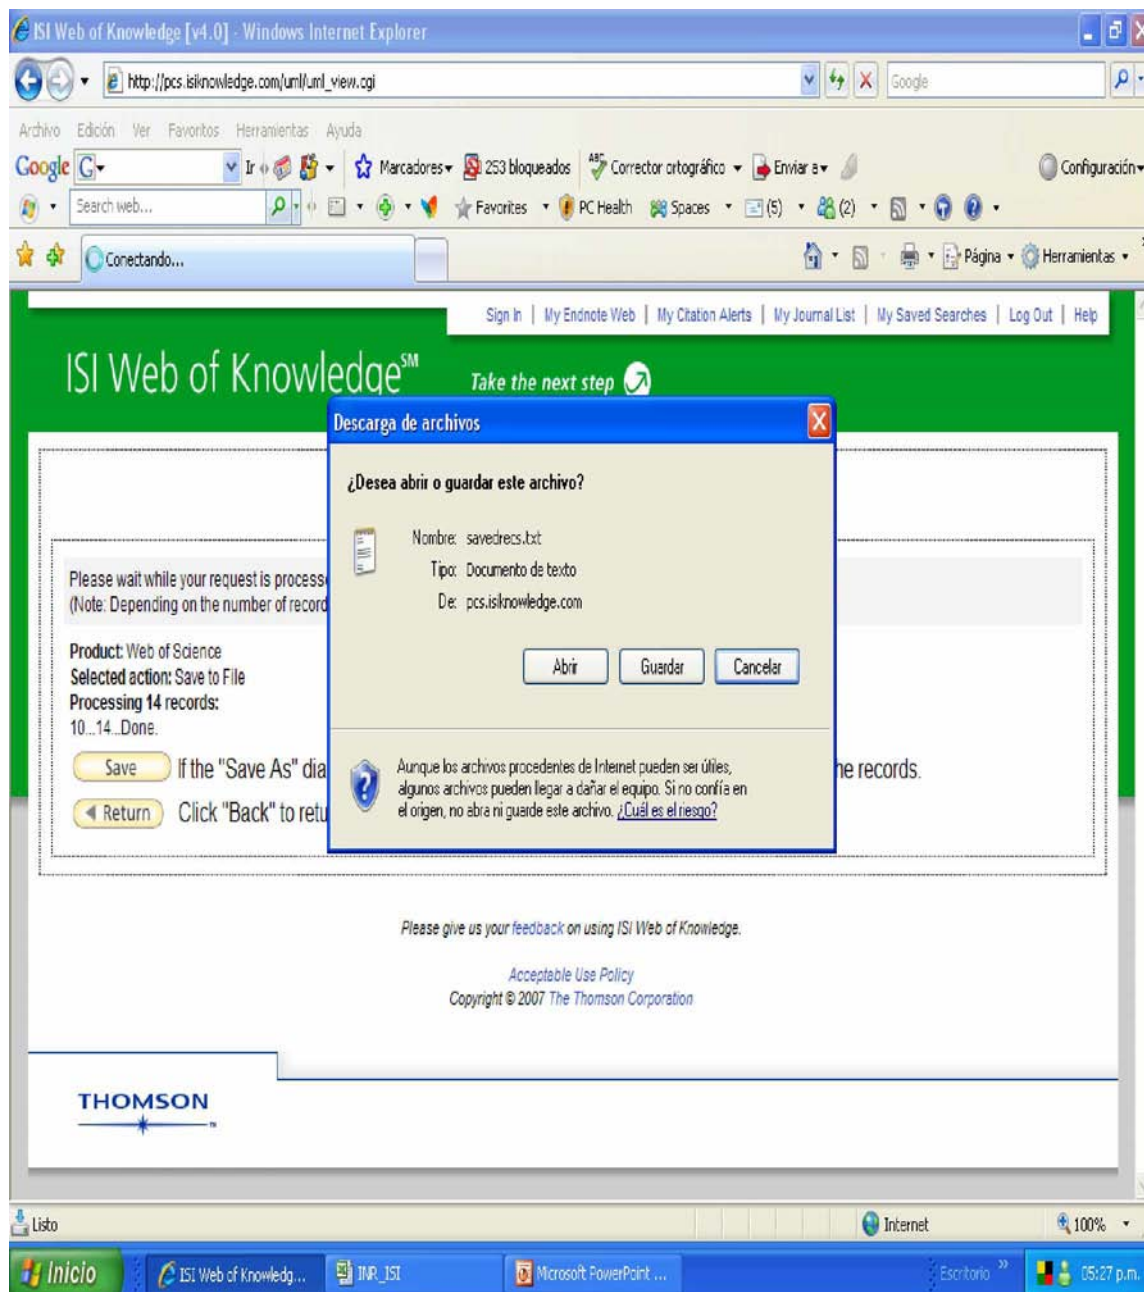 ISI Web of Knowledge [v4.0] - Windows Internet Explorer
http://pcs.isiknowledge.com/uml/uml_view.cgi
Google
Archivo Edición Ver Favoritos Herramientas Ayuda
Google G Ir Marcadores 253 bloqueados ABC Corrector ortográfico Enviar a Configuración
Search web... Favorites PC Health Spaces (5) (2)
Conectando... Página Herramientas
Sign In | My Endnote Web | My Citation Alerts | My Journal List | My Saved Searches | Log Out | Help
ISI Web of Knowledge℠ Take the next step
Descarga de archivos
¿Desea abrir o guardar este archivo?
Nombre: savedrecs.txt
Tipo: Documento de texto
De: pcs.isiknowledge.com
Abrir Guardar Cancelar
Aunque los archivos procedentes de Internet pueden ser útiles,
algunos archivos pueden llegar a dañar el equipo. Si no confía en
el origen, no abra ni guarde este archivo. ¿Cuál es el riesgo?
Please wait while your request is processe
(Note: Depending on the number of record
Product: Web of Science
Selected action: Save to File
Processing 14 records:
10...14...Done.
Save If the "Save As" dia he records.
Return Click "Back" to retu
Please give us your feedback on using ISI Web of Knowledge.
Acceptable Use Policy
Copyright © 2007 The Thomson Corporation
THOMSON
Listo Internet 100%
Inicio ISI Web of Knowledg... INR_ISI Microsoft PowerPoint ... Escritorio 05:27 p.m.